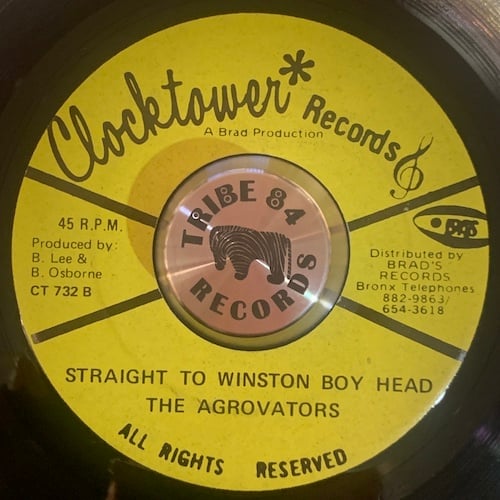 Clocktower* Records
A Brad Production
45 R.P.M.
Produced by:
B. Lee &
B. Osborne
CT 732 B
TRIBE 84
RECORDS
Distributed by
BRAD'S
RECORDS
Bronx Telephones
882-9863/
654-3618
STRAIGHT TO WINSTON BOY HEAD
THE AGROVATORS
ALL RIGHTS RESERVED